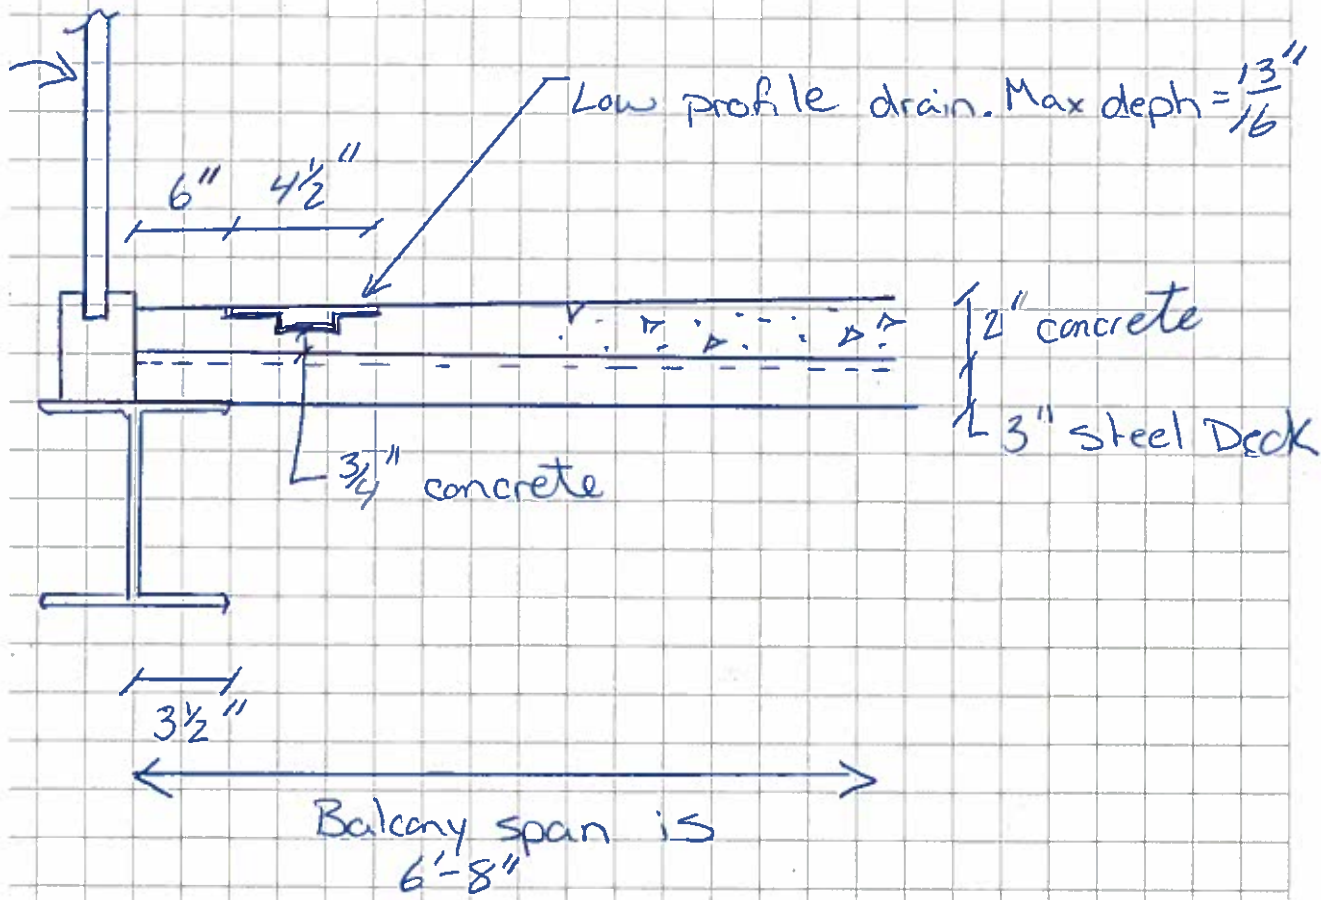 Low profile drain. Max deph = 13/16"
6" 4 1/2"
2" concrete
3" Steel Deck
3/4" concrete
3 1/2"
Balcony span is
6'-8"